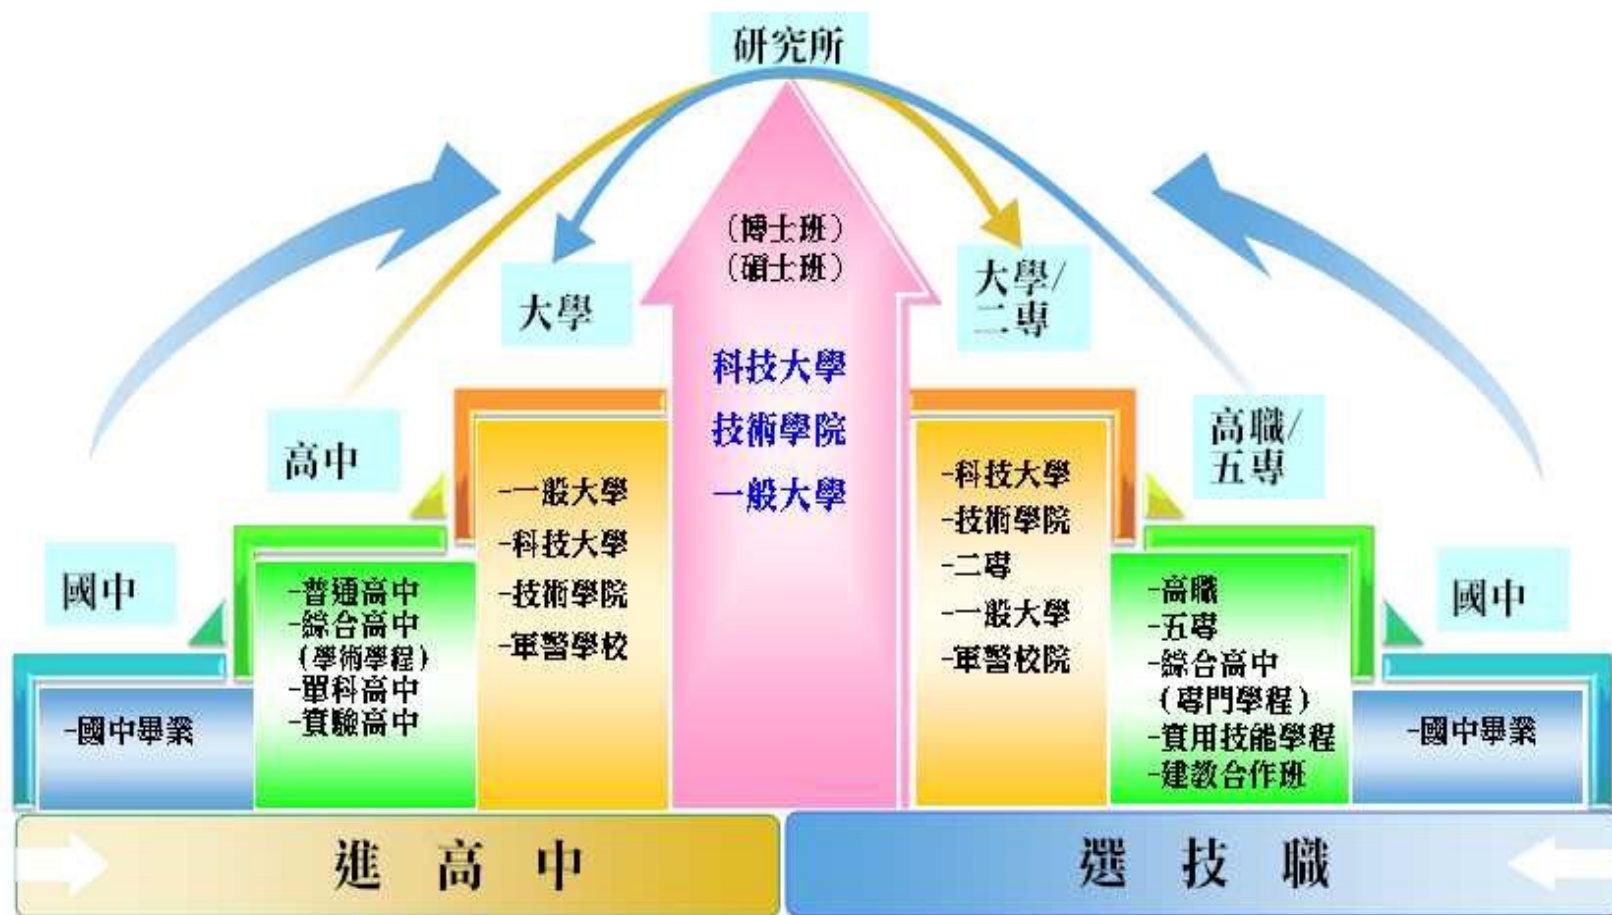 研究所
(博士班)
(碩士班)
科技大學
技術學院
一般大學
大學
大學/
二專
高中
高職/
五專
國中
國中
-一般大學
-科技大學
-技術學院
-軍警學校
-科技大學
-技術學院
-二專
-一般大學
-軍警校院
-普通高中
-綜合高中
(學術學程)
-單科高中
-實驗高中
-高職
-五專
-綜合高中
(專門學程)
-實用技能學程
-建教合作班
-國中畢業
-國中畢業
進高中
選技職